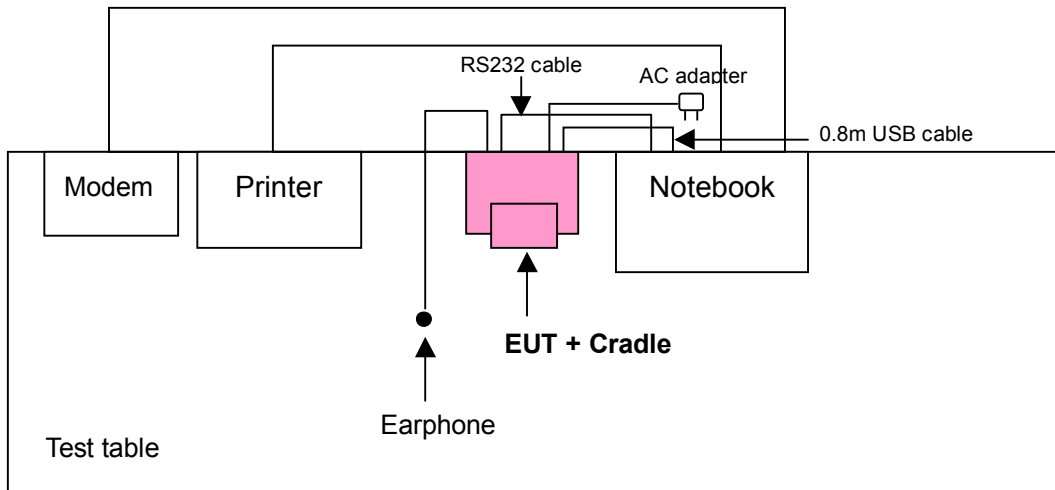 RS232 cable
AC adapter
0.8m USB cable
Modem
Printer
Notebook
EUT + Cradle
Earphone
Test table